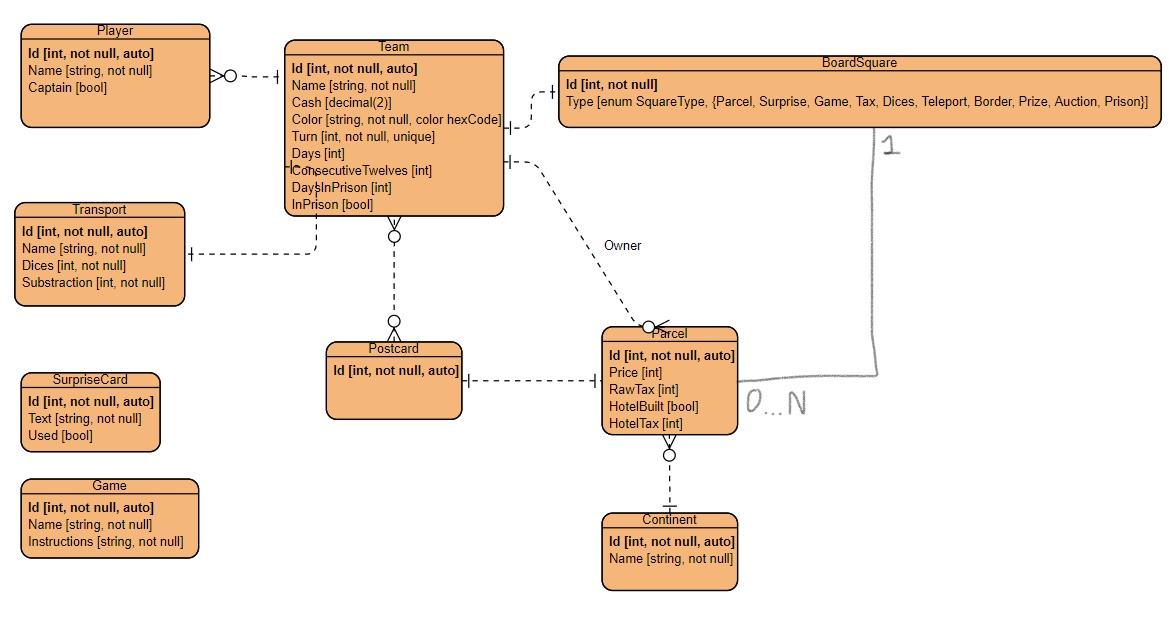 Player
Id [int, not null, auto]
Name [string, not null]
Captain [bool]
Team
Id [int, not null, auto]
Name [string, not null]
Cash [decimal(2)]
Color [string, not null, color hexCode]
Turn [int, not null, unique]
Days [int]
ConsecutiveTwelves [int]
DaysInPrison [int]
InPrison [bool]
BoardSquare
Id [int, not null]
Type [enum SquareType, {Parcel, Surprise, Game, Tax, Dices, Teleport, Border, Prize, Auction, Prison}]
1
Transport
Id [int, not null, auto]
Name [string, not null]
Dices [int, not null]
Substraction [int, not null]
Owner
Postcard
Id [int, not null, auto]
Parcel
Id [int, not null, auto]
Price [int]
RawTax [int]
HotelBuilt [bool]
HotelTax [int]
0...N
SurpriseCard
Id [int, not null, auto]
Text [string, not null]
Used [bool]
Game
Id [int, not null, auto]
Name [string, not null]
Instructions [string, not null]
Continent
Id [int, not null, auto]
Name [string, not null]